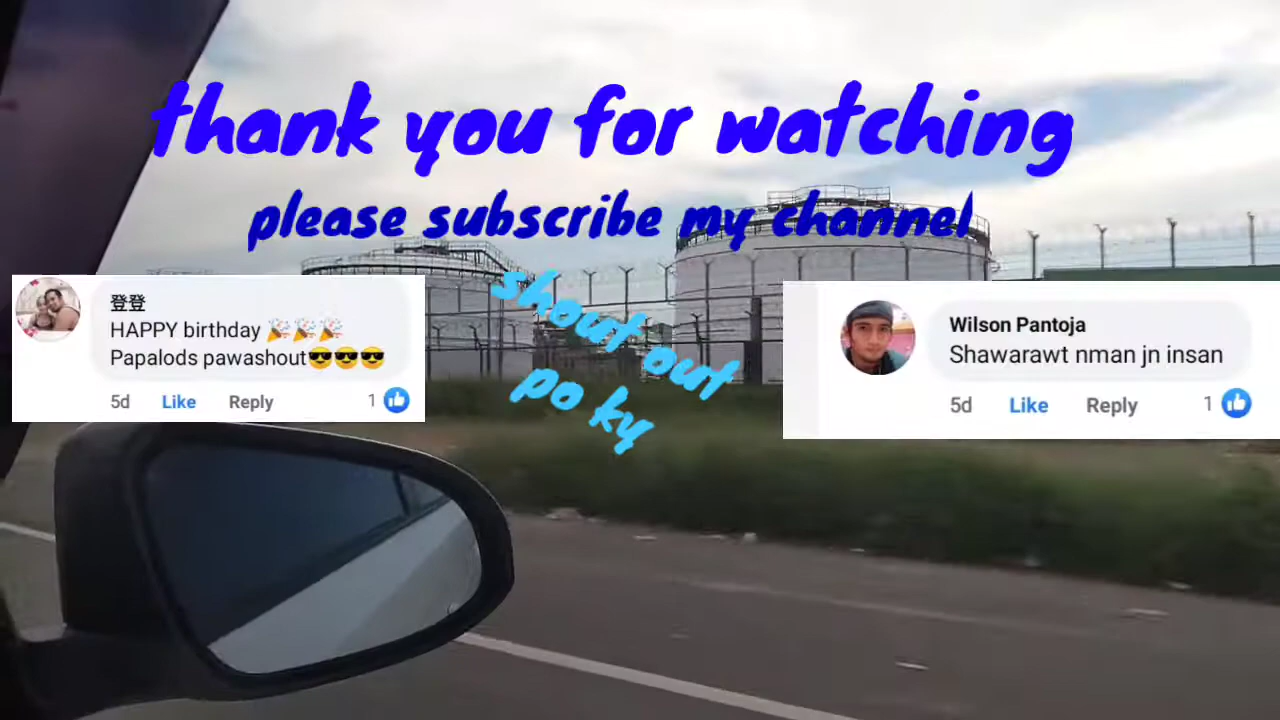 thank you for watching
please subscribe my channel
shout out
po ky
登登
HAPPY birthday 🎉🎉🎉
Papalods pawashout😎😎😎
5d Like Reply 1
Wilson Pantoja
Shawarawt nman jn insan
5d Like Reply 1